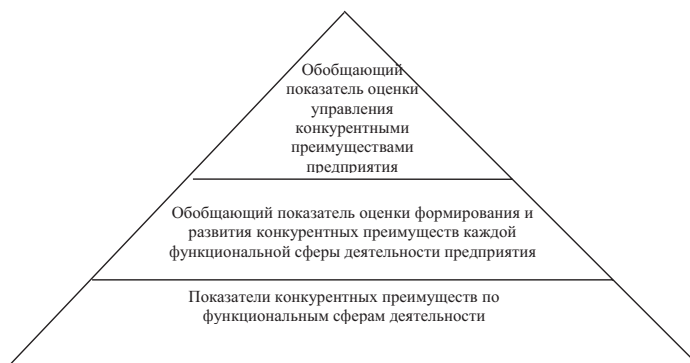 Обобщающий
показатель оценки
управления
конкурентными
преимуществами
предприятия
Обобщающий показатель оценки формирования и
развития конкурентных преимуществ каждой
функциональной сферы деятельности предприятия
Показатели конкурентных преимуществ по
функциональным сферам деятельности